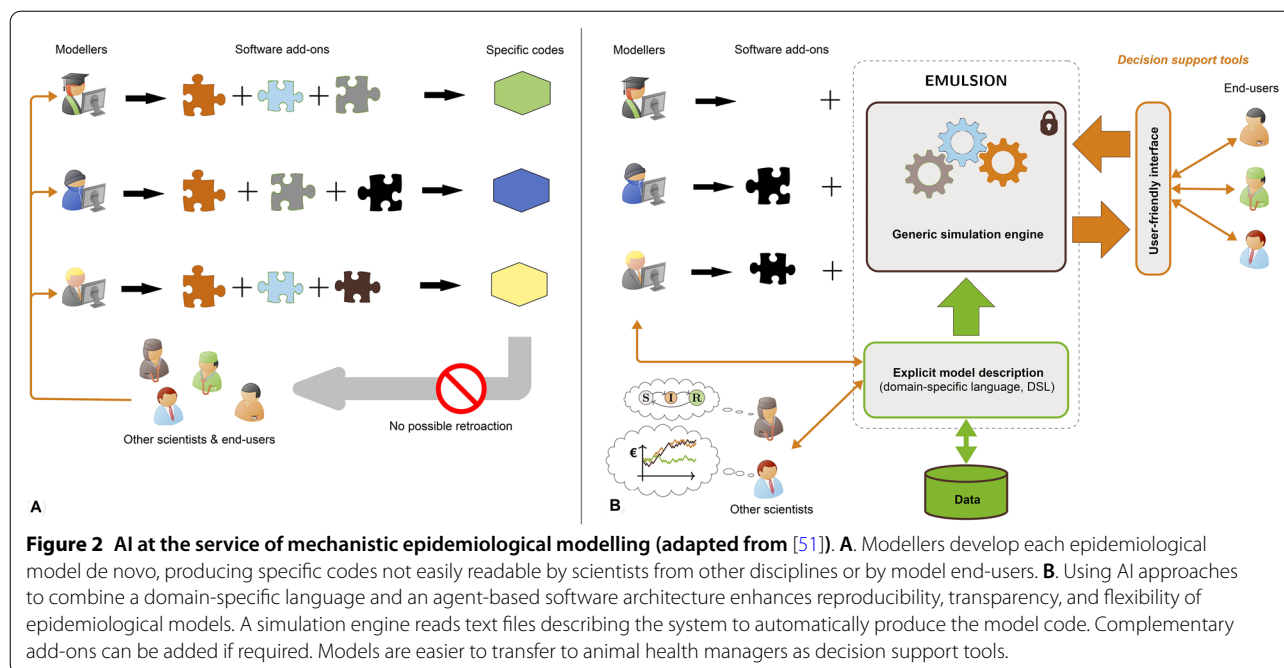 Modellers
Software add-ons
Specific codes
+
+
+
+
+
+
No possible retroaction
Other scientists & end-users
A
Modellers
Software add-ons
+
+
+
EMULSION
Generic simulation engine
Explicit model description
(domain-specific language, DSL)
Data
Decision support tools
End-users
User-friendly interface
S I R
€
Other scientists
B
Figure 2 AI at the service of mechanistic epidemiological modelling (adapted from [51]). A. Modellers develop each epidemiological
model de novo, producing specific codes not easily readable by scientists from other disciplines or by model end-users. B. Using AI approaches
to combine a domain-specific language and an agent-based software architecture enhances reproducibility, transparency, and flexibility of
epidemiological models. A simulation engine reads text files describing the system to automatically produce the model code. Complementary
add-ons can be added if required. Models are easier to transfer to animal health managers as decision support tools.